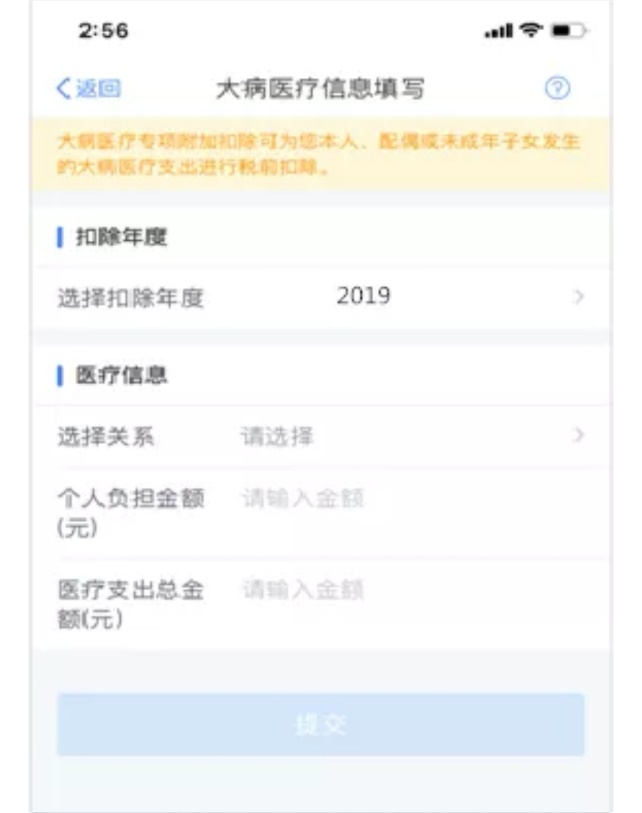 2:56
返回
大病医疗信息填写
?
大病医疗专项附加扣除可为您本人、配偶或未成年子女发生
的大病医疗支出进行税前扣除。
扣除年度
选择扣除年度 2019
医疗信息
选择关系 请选择
个人负担金额 请输入金额
(元)
医疗支出总金 请输入金额
额(元)
提交